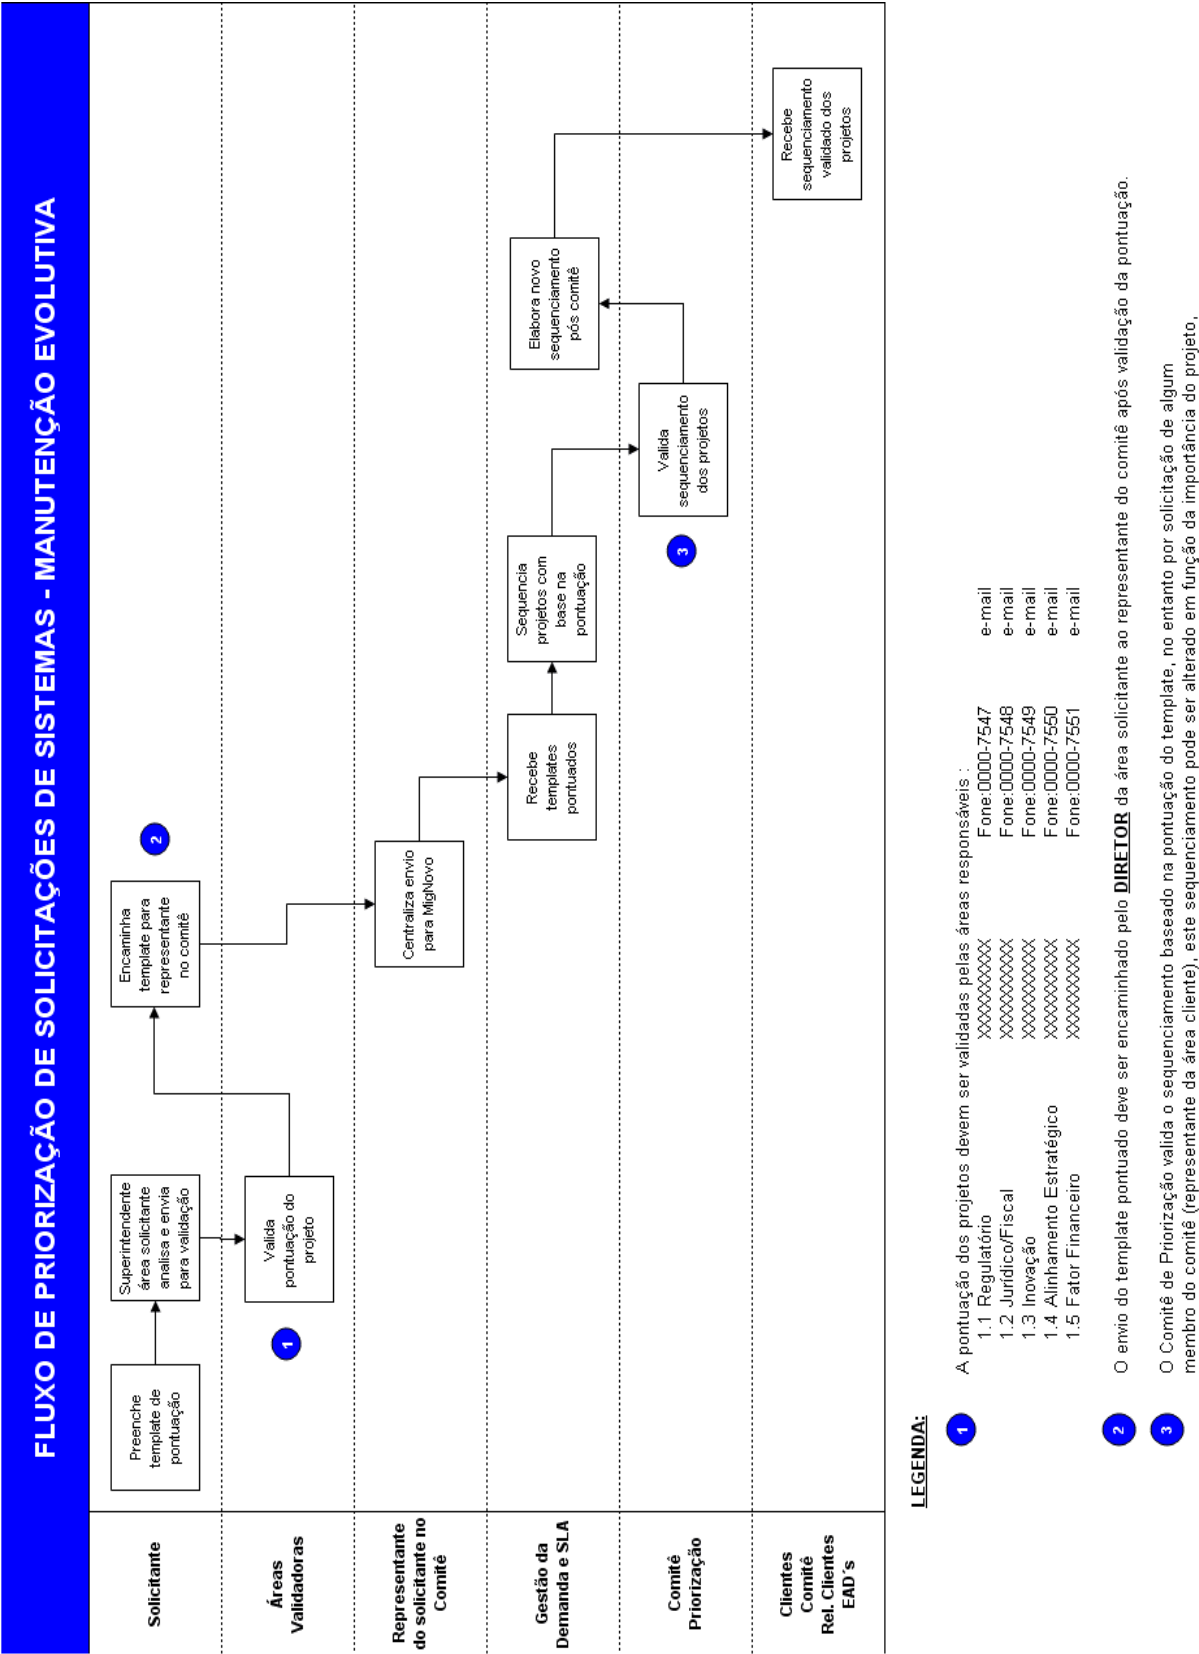 FLUXO DE PRIORIZAÇÃO DE SOLICITAÇÕES DE SISTEMAS - MANUTENÇÃO EVOLUTIVA
Solicitante
Preenche
template de
pontuação
Superintendente
área solicitante
analisa e envia
para validação
Encaminha
template para
representante
no comitê
2
Áreas
Validadoras
1
Valida
pontuação do
projeto
Representante
do solicitante no
Comitê
Centraliza envio
para MigNovo
Gestão da
Demanda e SLA
Recebe
templates
pontuados
Sequencia
projetos com
base na
pontuação
Elabora novo
sequenciamento
pós comitê
Comitê
Priorização
3
Valida
sequenciamento
dos projetos
Clientes
Comitê
Rel. Clientes
EAD´s
Recebe
sequenciamento
validado dos
projetos
LEGENDA:
1 A pontuação dos projetos devem ser validadas pelas áreas responsáveis :
1.1 Regulatório XXXXXXXXXX Fone:0000-7547 e-mail
1.2 Jurídico/Fiscal XXXXXXXXXX Fone:0000-7548 e-mail
1.3 Inovação XXXXXXXXXX Fone:0000-7549 e-mail
1.4 Alinhamento Estratégico XXXXXXXXXX Fone:0000-7550 e-mail
1.5 Fator Financeiro XXXXXXXXXX Fone:0000-7551 e-mail
2 O envio do template pontuado deve ser encaminhado pelo DIRETOR da área solicitante ao representante do comitê após validação da pontuação.
3 O Comitê de Priorização valida o sequenciamento baseado na pontuação do template, no entanto por solicitação de algum
membro do comitê (representante da área cliente), este sequenciamento pode ser alterado em função da importância do projeto,